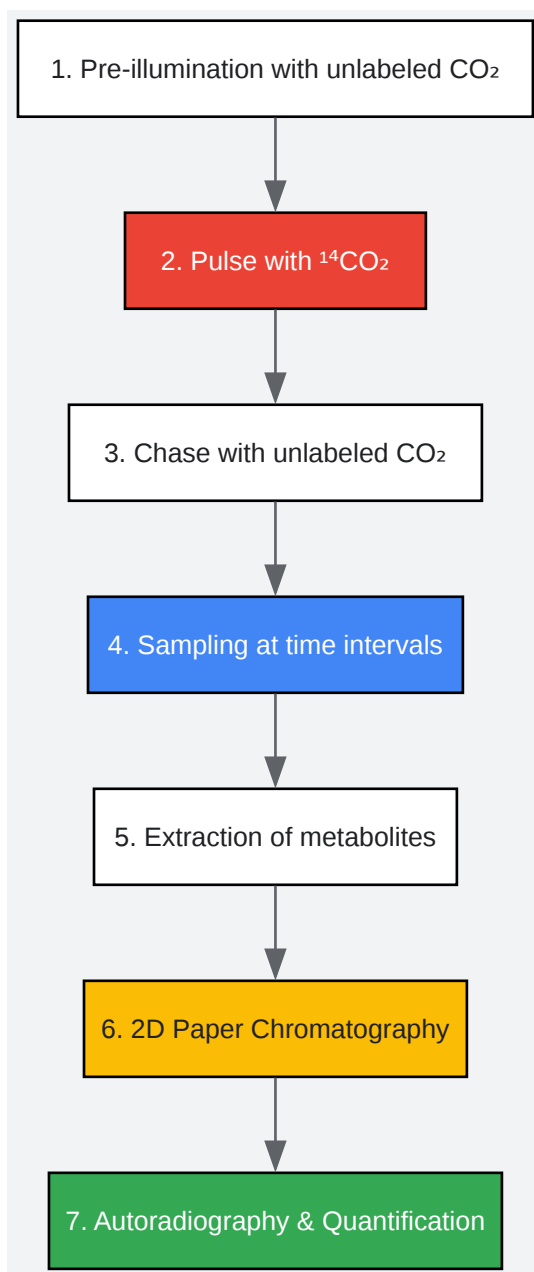 1. Pre-illumination with unlabeled CO₂
2. Pulse with ¹⁴CO₂
3. Chase with unlabeled CO₂
4. Sampling at time intervals
5. Extraction of metabolites
6. 2D Paper Chromatography
7. Autoradiography & Quantification